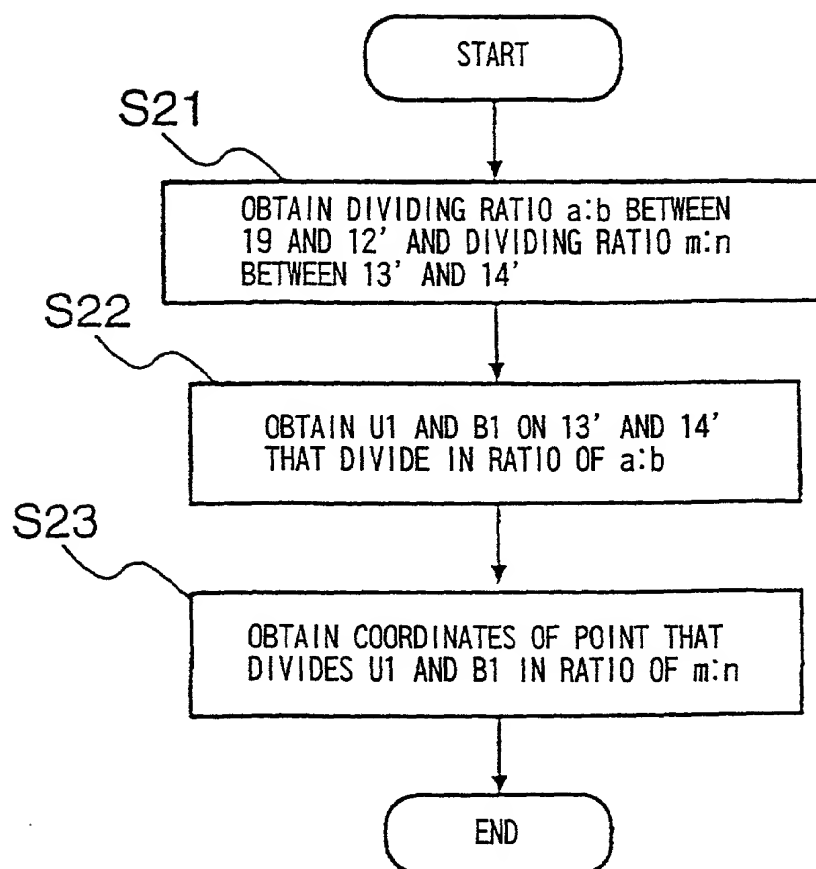 START
S21
OBTAIN DIVIDING RATIO a:b BETWEEN
19 AND 12' AND DIVIDING RATIO m:n
BETWEEN 13' AND 14'
S22
OBTAIN U1 AND B1 ON 13' AND 14'
THAT DIVIDE IN RATIO OF a:b
S23
OBTAIN COORDINATES OF POINT THAT
DIVIDES U1 AND B1 IN RATIO OF m:n
END